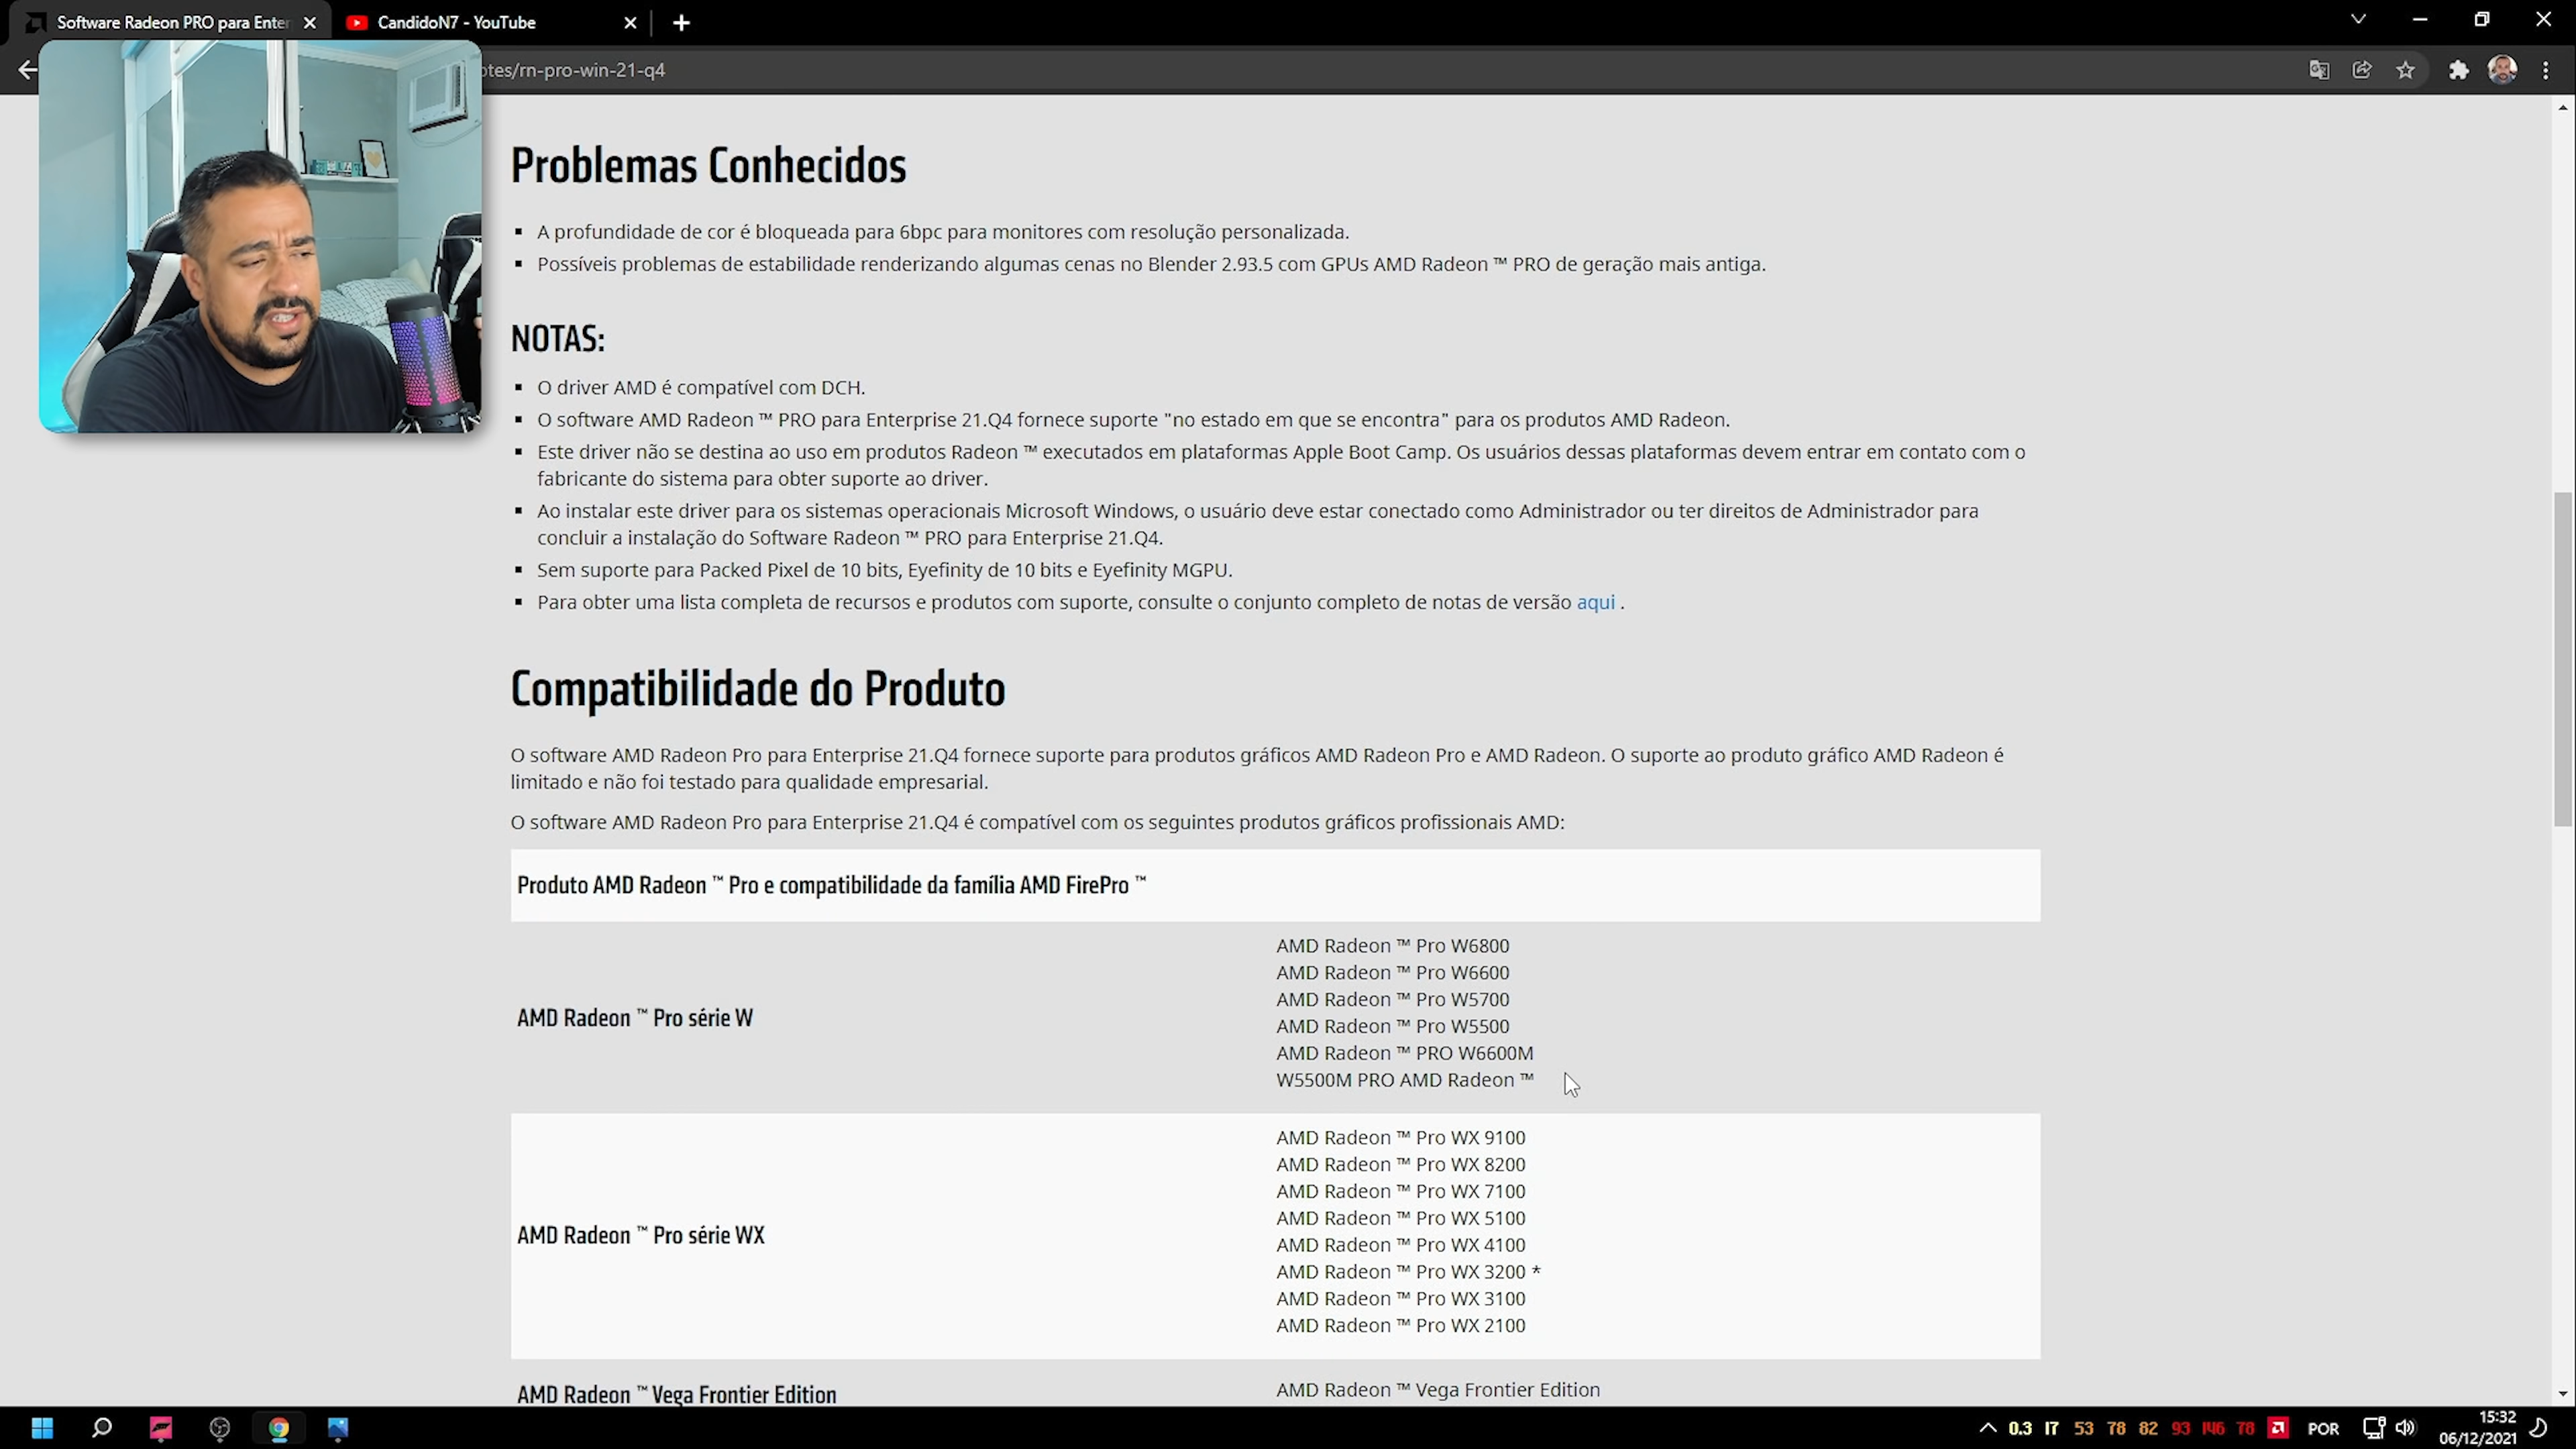 Software Radeon PRO para Enter
CandidoN7 - YouTube
otes/rn-pro-win-21-q4
Problemas Conhecidos
A profundidade de cor é bloqueada para 6bpc para monitores com resolução personalizada.
Possíveis problemas de estabilidade renderizando algumas cenas no Blender 2.93.5 com GPUs AMD Radeon ™ PRO de geração mais antiga.
NOTAS:
O driver AMD é compatível com DCH.
O software AMD Radeon ™ PRO para Enterprise 21.Q4 fornece suporte "no estado em que se encontra" para os produtos AMD Radeon.
Este driver não se destina ao uso em produtos Radeon ™ executados em plataformas Apple Boot Camp. Os usuários dessas plataformas devem entrar em contato com o
fabricante do sistema para obter suporte ao driver.
Ao instalar este driver para os sistemas operacionais Microsoft Windows, o usuário deve estar conectado como Administrador ou ter direitos de Administrador para
concluir a instalação do Software Radeon ™ PRO para Enterprise 21.Q4.
Sem suporte para Packed Pixel de 10 bits, Eyefinity de 10 bits e Eyefinity MGPU.
Para obter uma lista completa de recursos e produtos com suporte, consulte o conjunto completo de notas de versão aqui .
Compatibilidade do Produto
O software AMD Radeon Pro para Enterprise 21.Q4 fornece suporte para produtos gráficos AMD Radeon Pro e AMD Radeon. O suporte ao produto gráfico AMD Radeon é
limitado e não foi testado para qualidade empresarial.
O software AMD Radeon Pro para Enterprise 21.Q4 é compatível com os seguintes produtos gráficos profissionais AMD:
Produto AMD Radeon ™ Pro e compatibilidade da família AMD FirePro ™
AMD Radeon ™ Pro série W
AMD Radeon ™ Pro W6800
AMD Radeon ™ Pro W6600
AMD Radeon ™ Pro W5700
AMD Radeon ™ Pro W5500
AMD Radeon ™ PRO W6600M
W5500M PRO AMD Radeon ™
AMD Radeon ™ Pro série WX
AMD Radeon ™ Pro WX 9100
AMD Radeon ™ Pro WX 8200
AMD Radeon ™ Pro WX 7100
AMD Radeon ™ Pro WX 5100
AMD Radeon ™ Pro WX 4100
AMD Radeon ™ Pro WX 3200 *
AMD Radeon ™ Pro WX 3100
AMD Radeon ™ Pro WX 2100
AMD Radeon ™ Vega Frontier Edition
AMD Radeon ™ Vega Frontier Edition
0.3 17 53 78 82 93 146 78 POR
15:32
06/12/2021